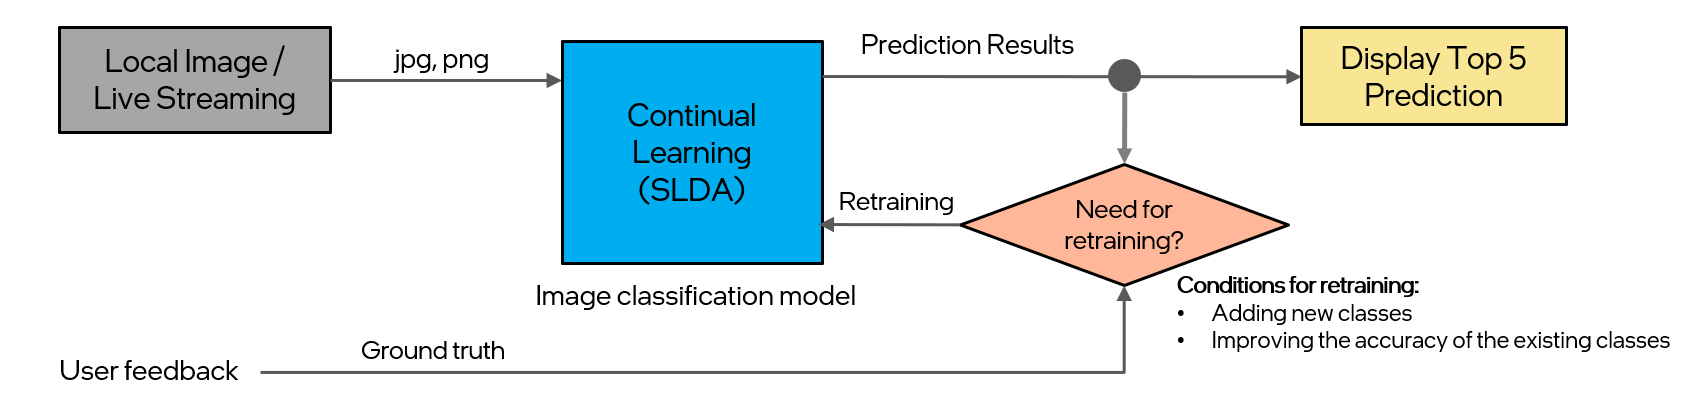 Local Image /
Live Streaming
jpg, png
Continual
Learning
(SLDA)
Image classification model
Prediction Results
Display Top 5
Prediction
Retraining
Need for
retraining?
Conditions for retraining:
• Adding new classes
• Improving the accuracy of the existing classes
User feedback
Ground truth